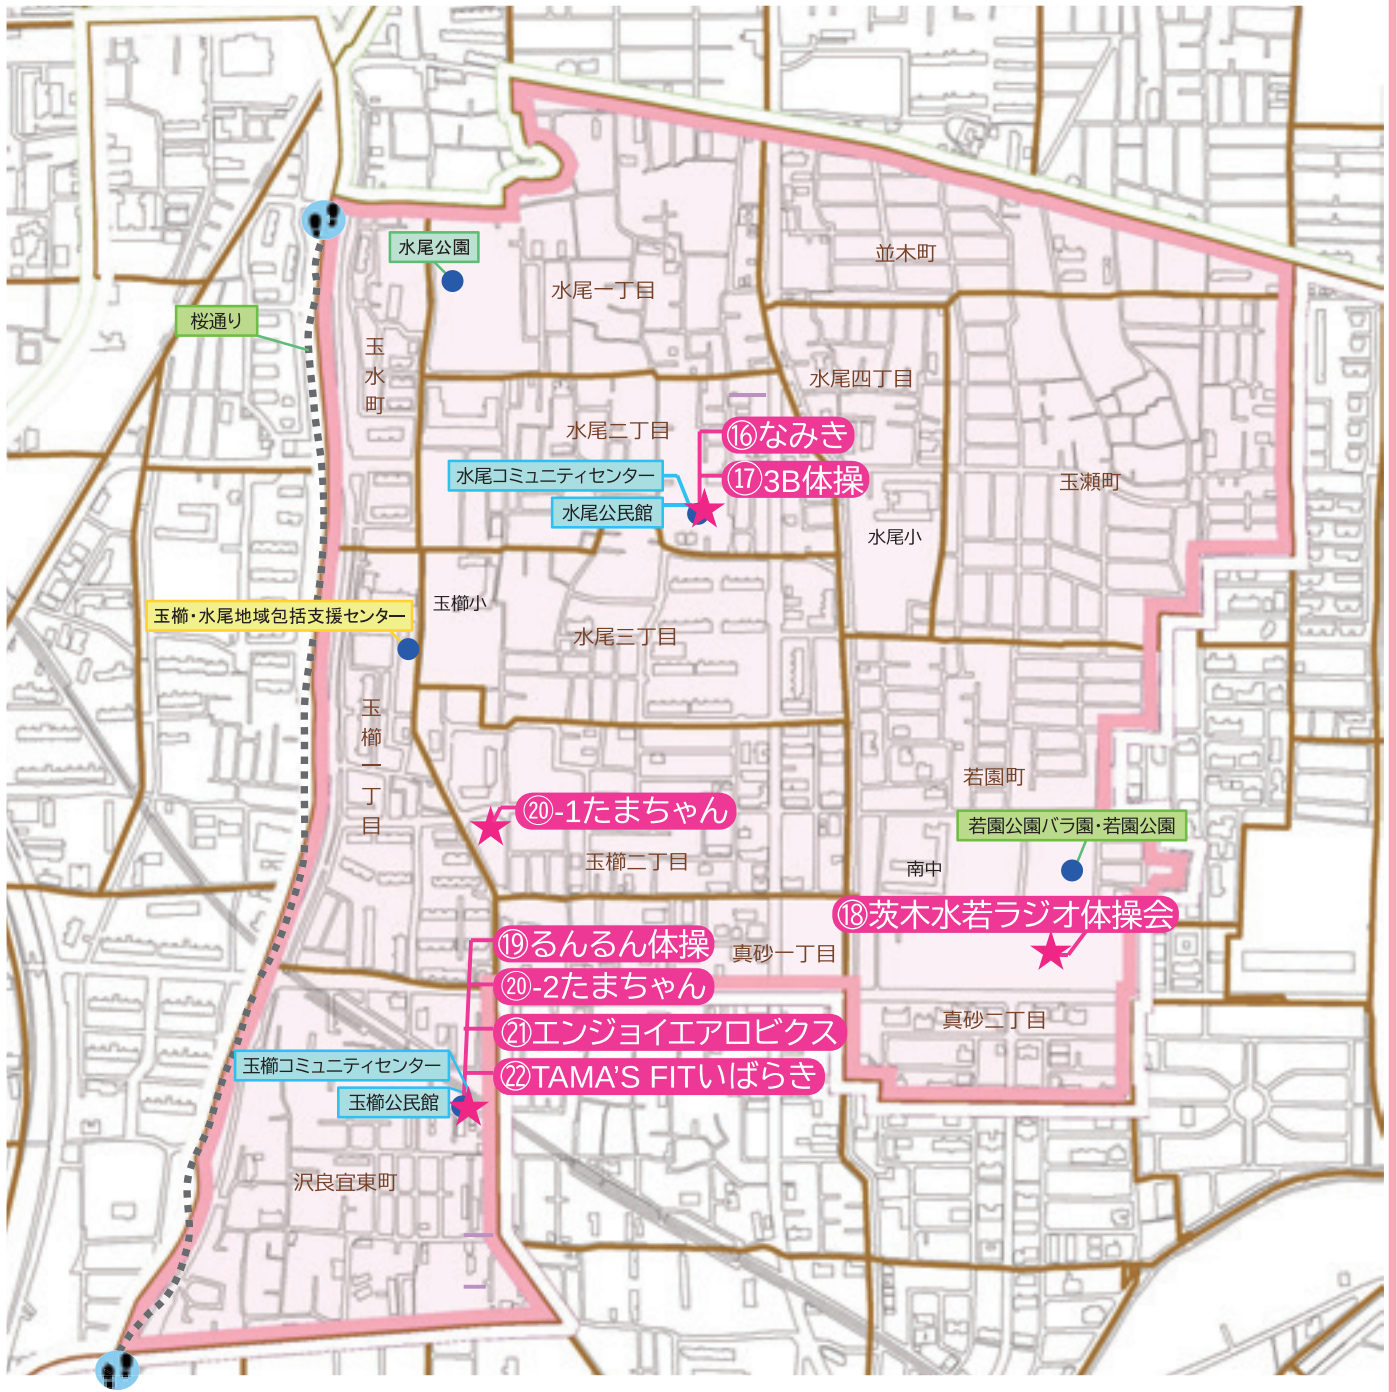 水尾公園
並木町
水尾一丁目
桜通り
玉水町
水尾四丁目
水尾二丁目
⑯なみき
水尾コミュニティセンター
⑰3B体操
玉瀬町
水尾公民館
水尾小
玉櫛小
玉櫛・水尾地域包括支援センター
水尾三丁目
玉櫛一丁目
若園町
⑳-1たまちゃん
若園公園バラ園・若園公園
玉櫛二丁目
南中
⑱茨木水若ラジオ体操会
⑲るんるん体操
真砂一丁目
⑳-2たまちゃん
真砂二丁目
㉑エンジョイエアロビクス
玉櫛コミュニティセンター
㉒TAMA'S FITいばらき
玉櫛公民館
沢良宜東町